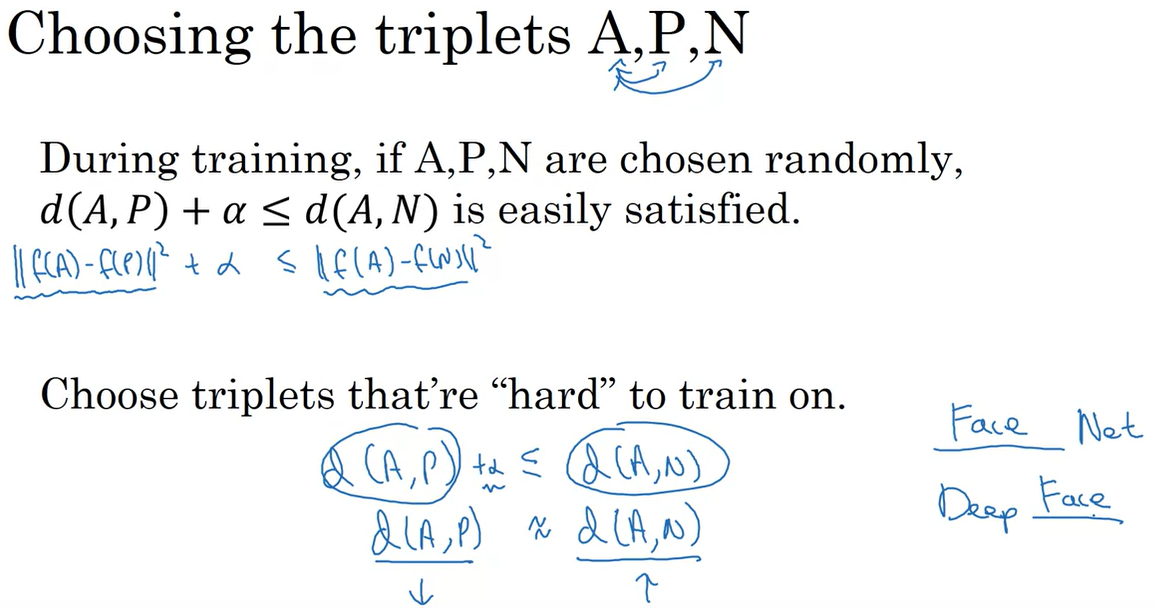 Choosing the triplets A,P,N
During training, if A,P,N are chosen randomly,
d(A, P) + α ≤ d(A, N) is easily satisfied.
||f(A)-f(P)||² + α ≤ ||f(A)-f(N)||²
Choose triplets that're “hard” to train on.
d(A,P) +α ≤ d(A,N)
d(A,P) ≈ d(A,N)
↓ ↑
Face Net
Deep Face